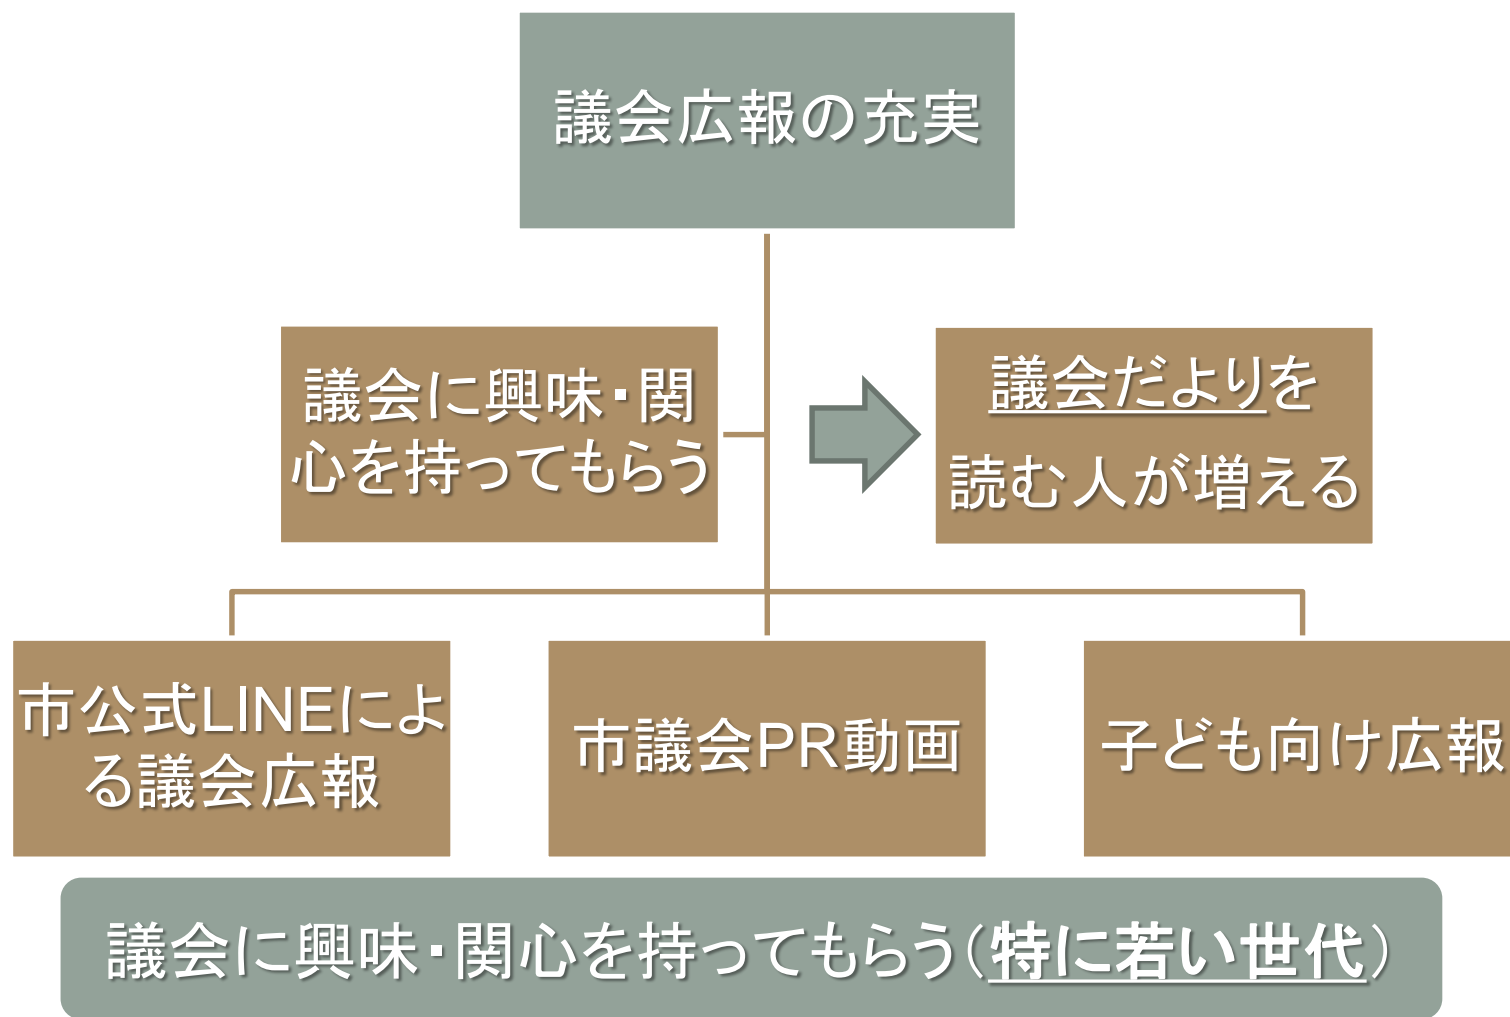 議会広報の充実
議会に興味・関
心を持ってもらう
議会だよりを
読む人が増える
市公式LINEによ
る議会広報
市議会PR動画
子ども向け広報
議会に興味・関心を持ってもらう（特に若い世代）